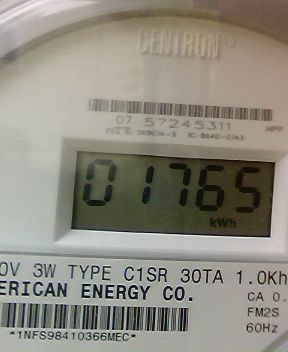 CENTRON
07 57245311 HPP
01765
kWh
0V 3W TYPE C1SR 30TA 1.0Kh
ERICAN ENERGY CO. CA 0.
FM2S
60Hz
*1NFS98410366MEC*